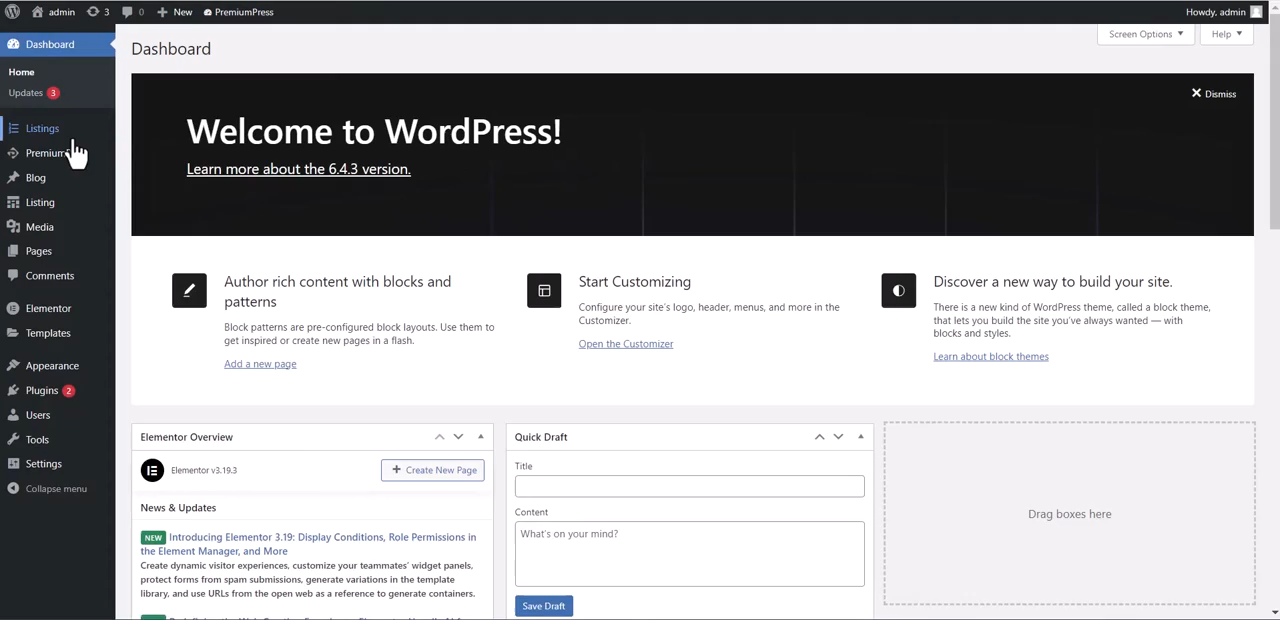 admin
3
0
New
PremiumPress
Howdy, admin
Dashboard
Home
Updates 3
Listings
Premium
Blog
Listing
Media
Pages
Comments
Elementor
Templates
Appearance
Plugins 2
Users
Tools
Settings
Collapse menu
Dashboard
Screen Options
Help
Dismiss
Welcome to WordPress!
Learn more about the 6.4.3 version.
Author rich content with blocks and
patterns
Block patterns are pre-configured block layouts. Use them to
get inspired or create new pages in a flash.
Add a new page
Start Customizing
Configure your site's logo, header, menus, and more in the
Customizer.
Open the Customizer
Discover a new way to build your site.
There is a new kind of WordPress theme, called a block theme,
that lets you build the site you've always wanted — with
blocks and styles.
Learn about block themes
Elementor Overview
Elementor v3.19.3
Create New Page
News & Updates
NEW Introducing Elementor 3.19: Display Conditions, Role Permissions in
the Element Manager, and More
Create dynamic visitor experiences, customize your teammates' widget panels,
protect forms from spam submissions, generate variations in the template
library, and use URLs from the open web as a reference to generate containers.
Quick Draft
Title
Content
What's on your mind?
Save Draft
Drag boxes here